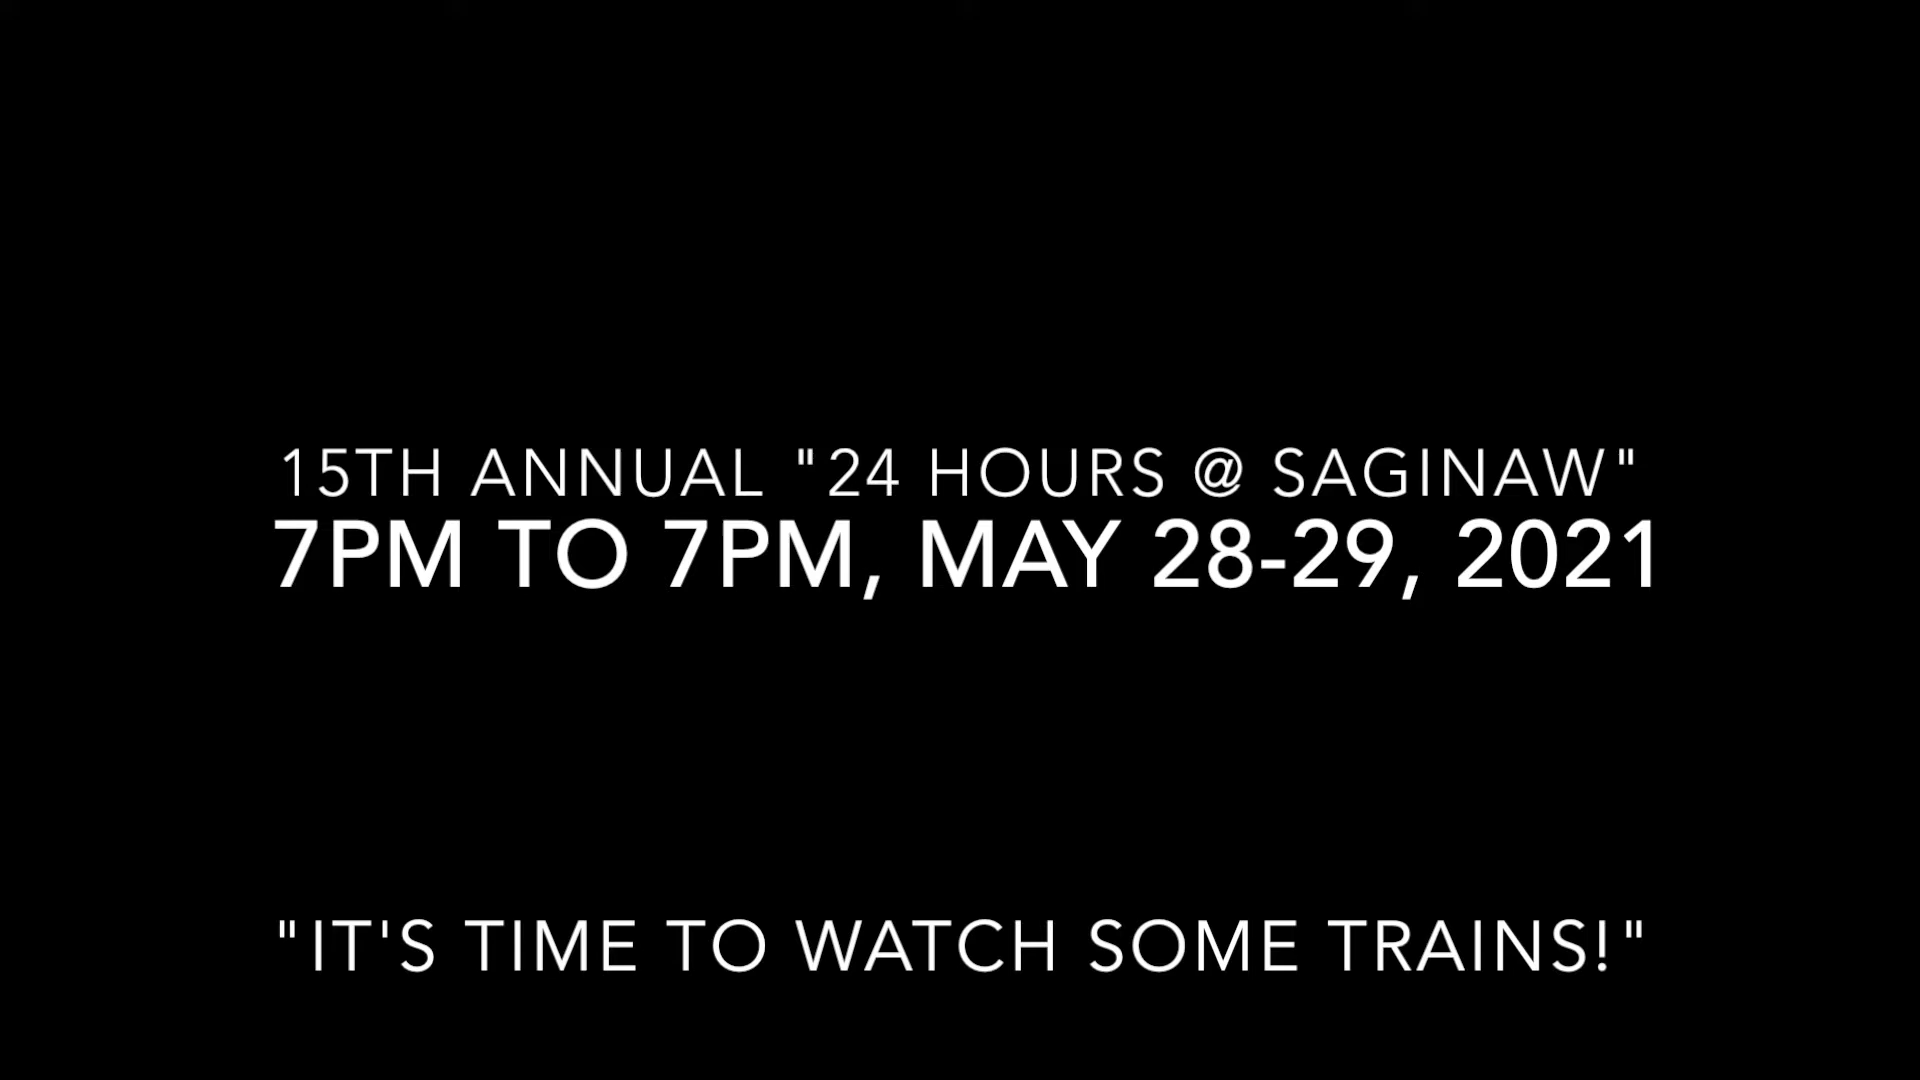 15TH ANNUAL "24 HOURS @ SAGINAW"
7PM TO 7PM, MAY 28-29, 2021
"IT'S TIME TO WATCH SOME TRAINS!"